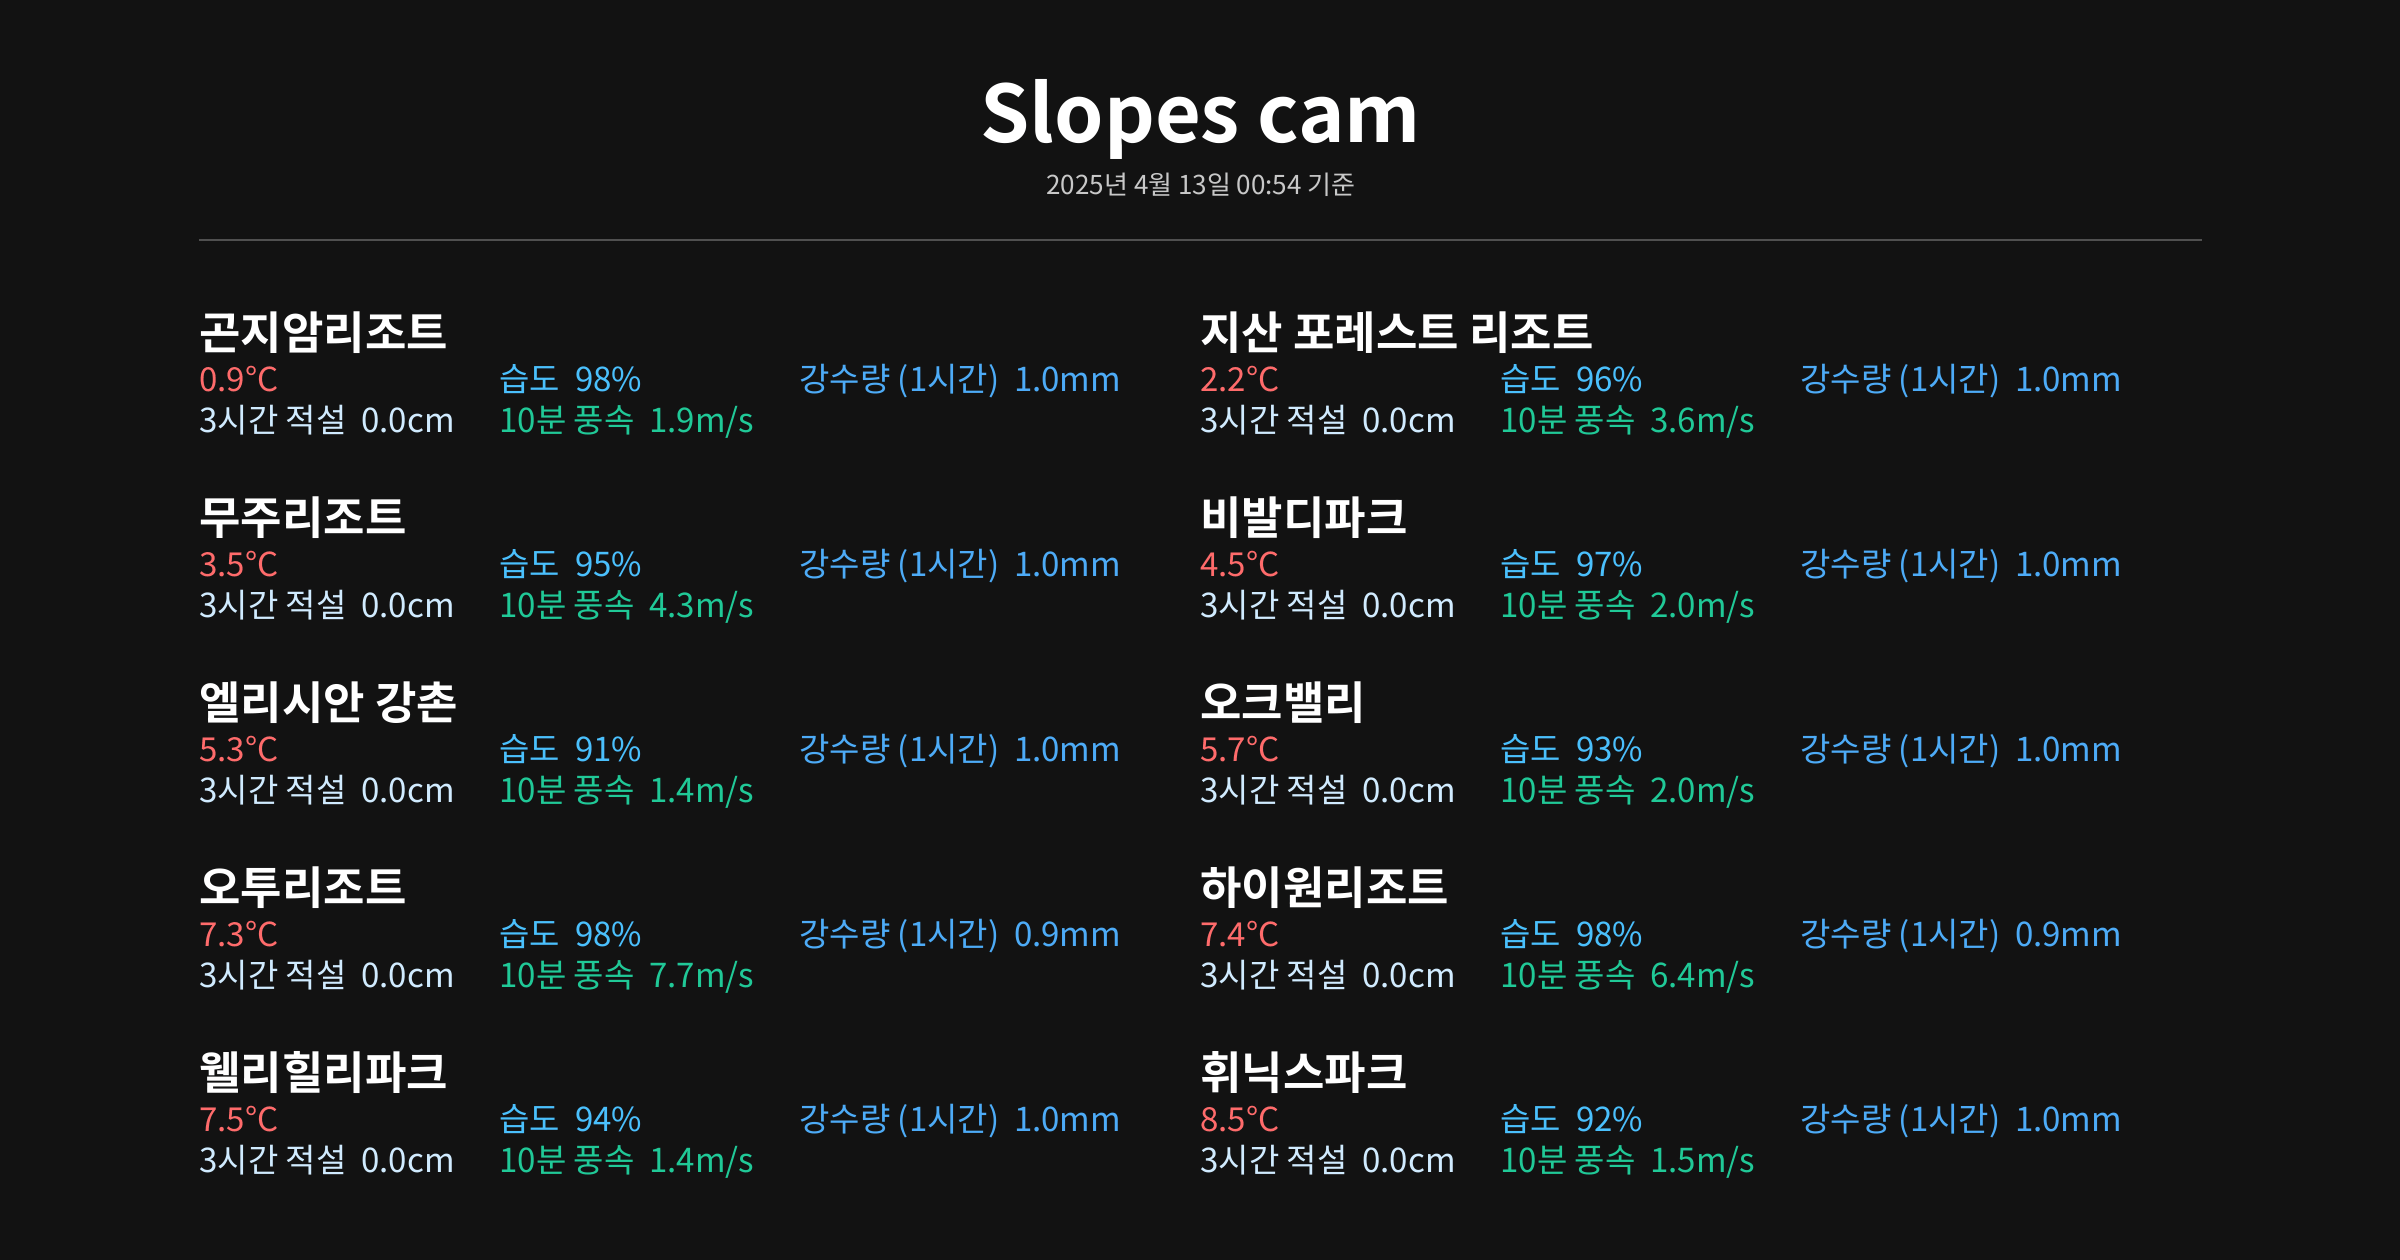 Slopes cam
2025년 4월 13일 00:54 기준
곤지암리조트
0.9°C 습도 98% 강수량 (1시간) 1.0mm
3시간 적설 0.0cm 10분 풍속 1.9m/s
지산 포레스트 리조트
2.2°C 습도 96% 강수량 (1시간) 1.0mm
3시간 적설 0.0cm 10분 풍속 3.6m/s
무주리조트
3.5°C 습도 95% 강수량 (1시간) 1.0mm
3시간 적설 0.0cm 10분 풍속 4.3m/s
비발디파크
4.5°C 습도 97% 강수량 (1시간) 1.0mm
3시간 적설 0.0cm 10분 풍속 2.0m/s
엘리시안 강촌
5.3°C 습도 91% 강수량 (1시간) 1.0mm
3시간 적설 0.0cm 10분 풍속 1.4m/s
오크밸리
5.7°C 습도 93% 강수량 (1시간) 1.0mm
3시간 적설 0.0cm 10분 풍속 2.0m/s
오투리조트
7.3°C 습도 98% 강수량 (1시간) 0.9mm
3시간 적설 0.0cm 10분 풍속 7.7m/s
하이원리조트
7.4°C 습도 98% 강수량 (1시간) 0.9mm
3시간 적설 0.0cm 10분 풍속 6.4m/s
웰리힐리파크
7.5°C 습도 94% 강수량 (1시간) 1.0mm
3시간 적설 0.0cm 10분 풍속 1.4m/s
휘닉스파크
8.5°C 습도 92% 강수량 (1시간) 1.0mm
3시간 적설 0.0cm 10분 풍속 1.5m/s